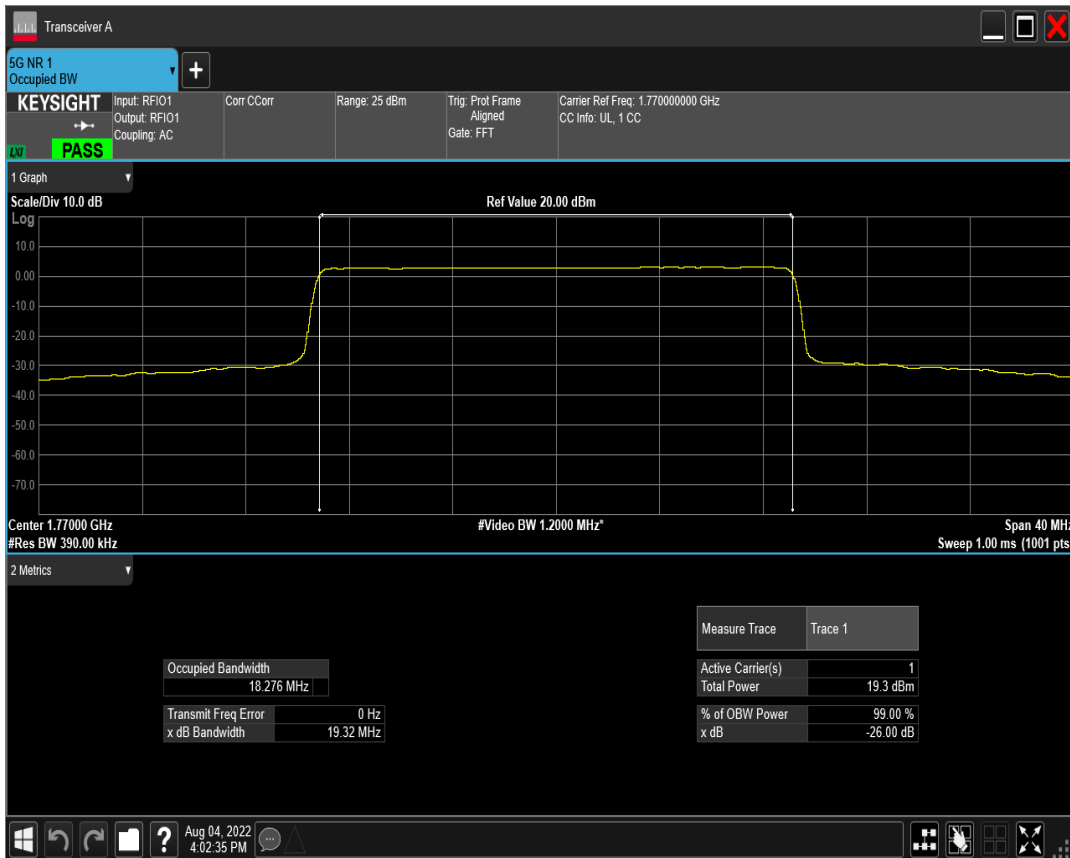 Transceiver A
5G NR 1
Occupied BW
KEYSIGHT
LXI
PASS
Input: RFIO1
Output: RFIO1
Coupling: AC
Corr CCorr
Range: 25 dBm
Trig: Prot Frame
Aligned
Gate: FFT
Carrier Ref Freq: 1.770000000 GHz
CC Info: UL, 1 CC
1 Graph
Scale/Div 10.0 dB
Ref Value 20.00 dBm
Log
10.0
0.00
-10.0
-20.0
-30.0
-40.0
-50.0
-60.0
-70.0
Center 1.77000 GHz
#Video BW 1.2000 MHz*
Span 40 MHz
#Res BW 390.00 kHz
Sweep 1.00 ms (1001 pts
2 Metrics
Measure Trace Trace 1
Occupied Bandwidth
18.276 MHz
Active Carrier(s) 1
Total Power 19.3 dBm
Transmit Freq Error 0 Hz
x dB Bandwidth 19.32 MHz
% of OBW Power 99.00 %
x dB -26.00 dB
?
Aug 04, 2022
4:02:35 PM